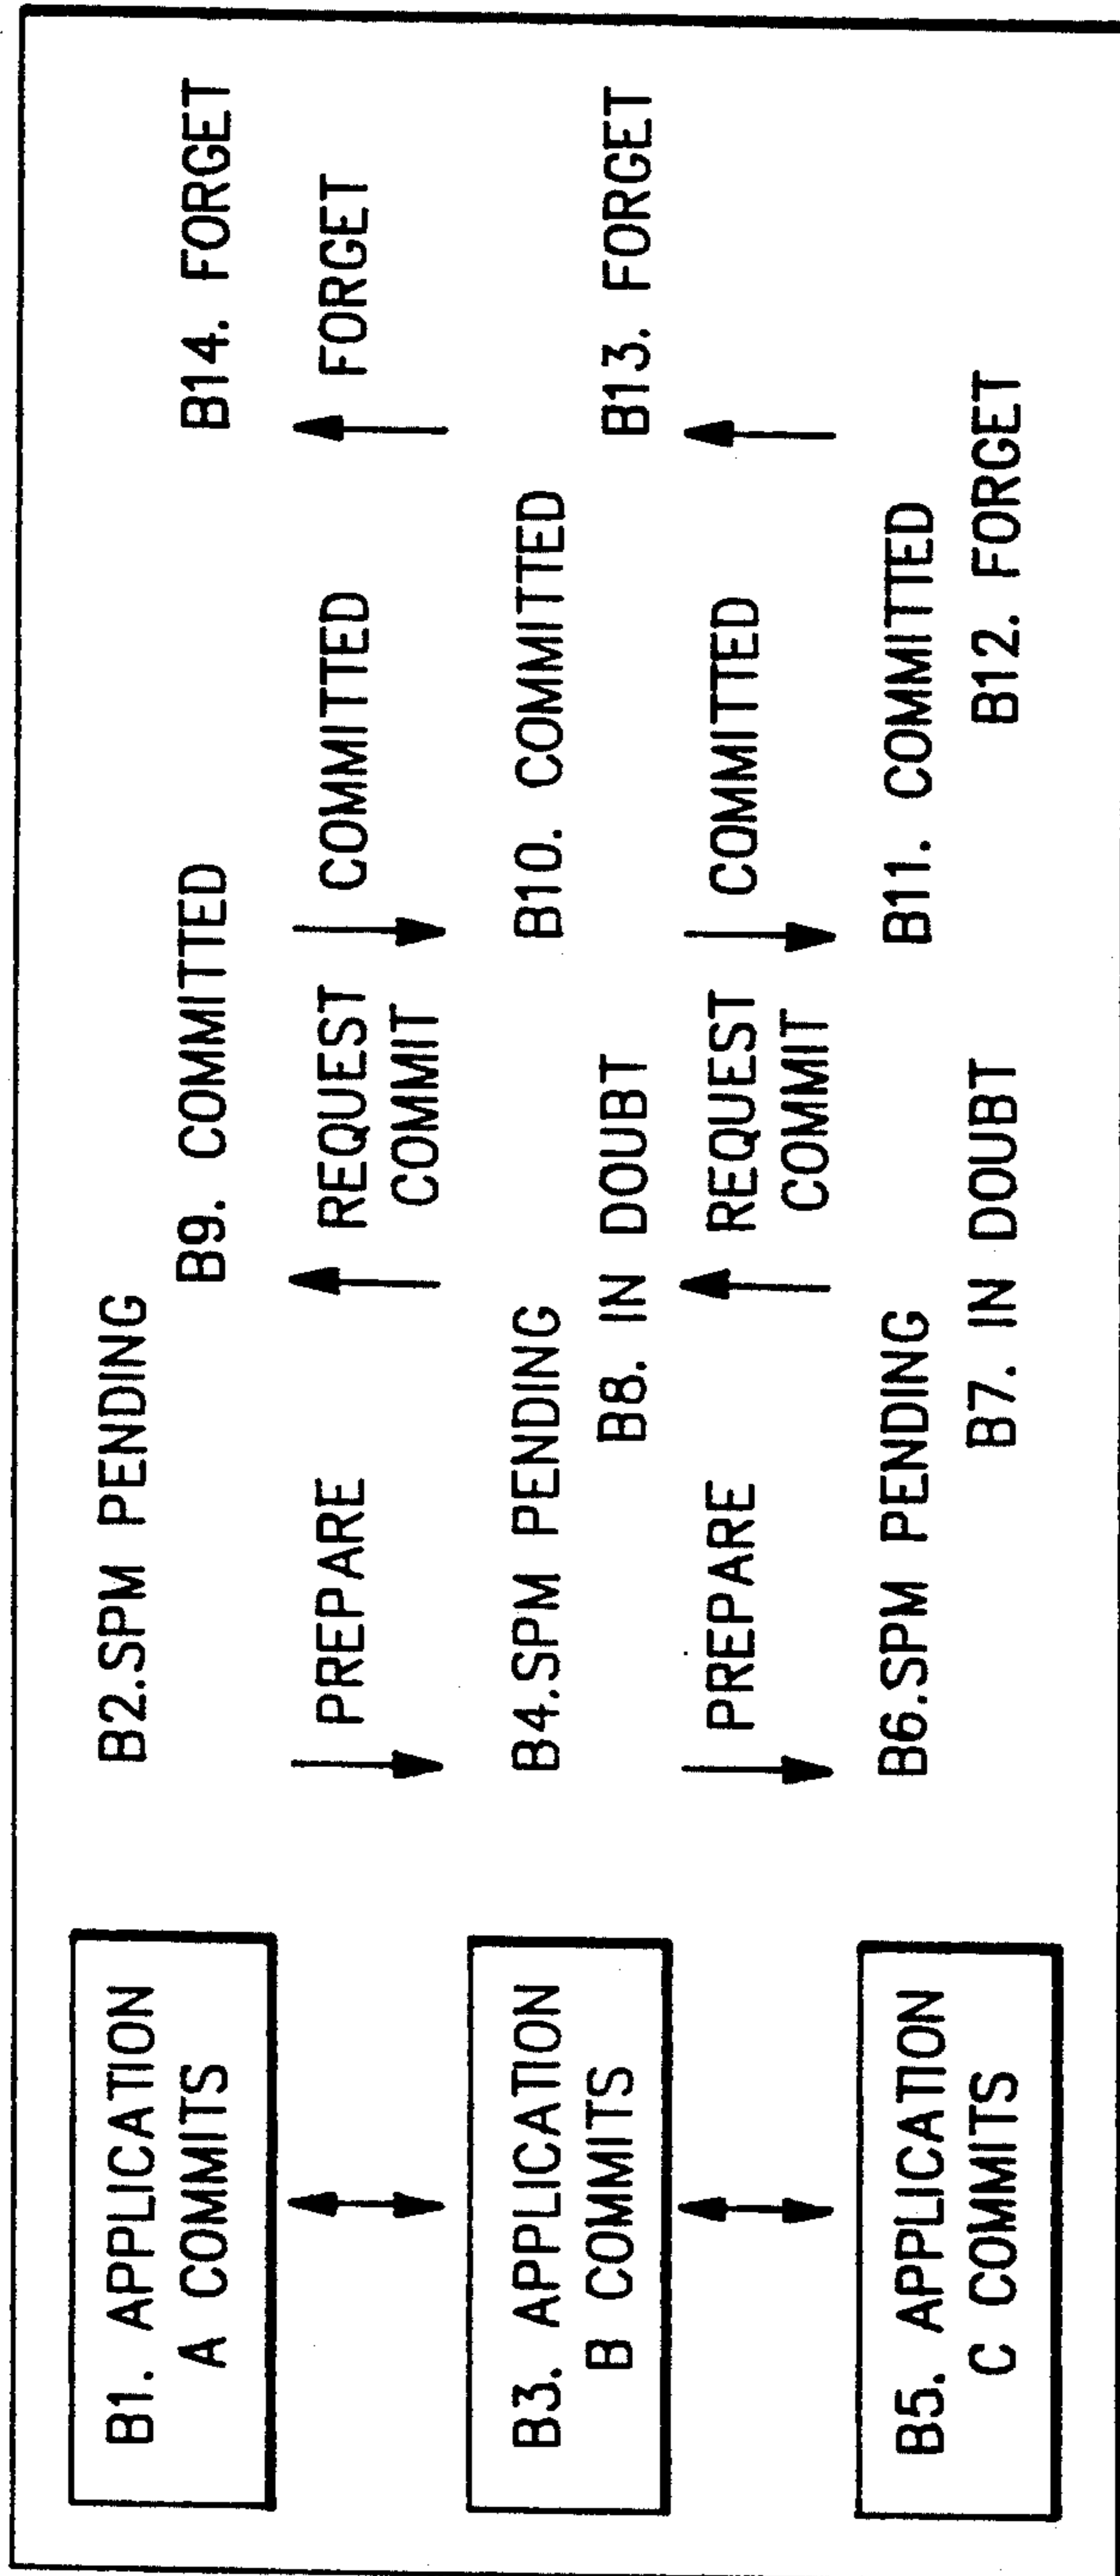 B1. APPLICATION
A COMMITS
B2.SPM PENDING
B9. COMMITTED
B14. FORGET
PREPARE
REQUEST
COMMIT
COMMITTED
FORGET
B3. APPLICATION
B COMMITS
B4.SPM PENDING
B8. IN DOUBT
B10. COMMITTED
B13. FORGET
PREPARE
REQUEST
COMMIT
COMMITTED
B5. APPLICATION
C COMMITS
B6.SPM PENDING
B7. IN DOUBT
B11. COMMITTED
B12. FORGET